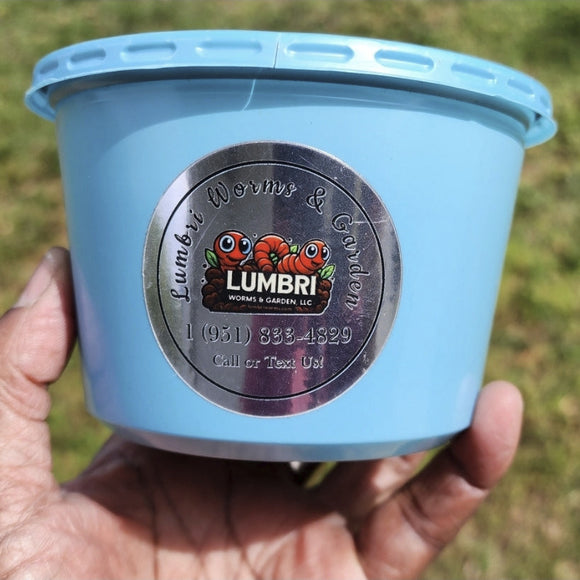 Lumbri Worms & Garden
LUMBRI
WORMS & GARDEN, LLC
1 (951) 833-4829
Call or Text Us!